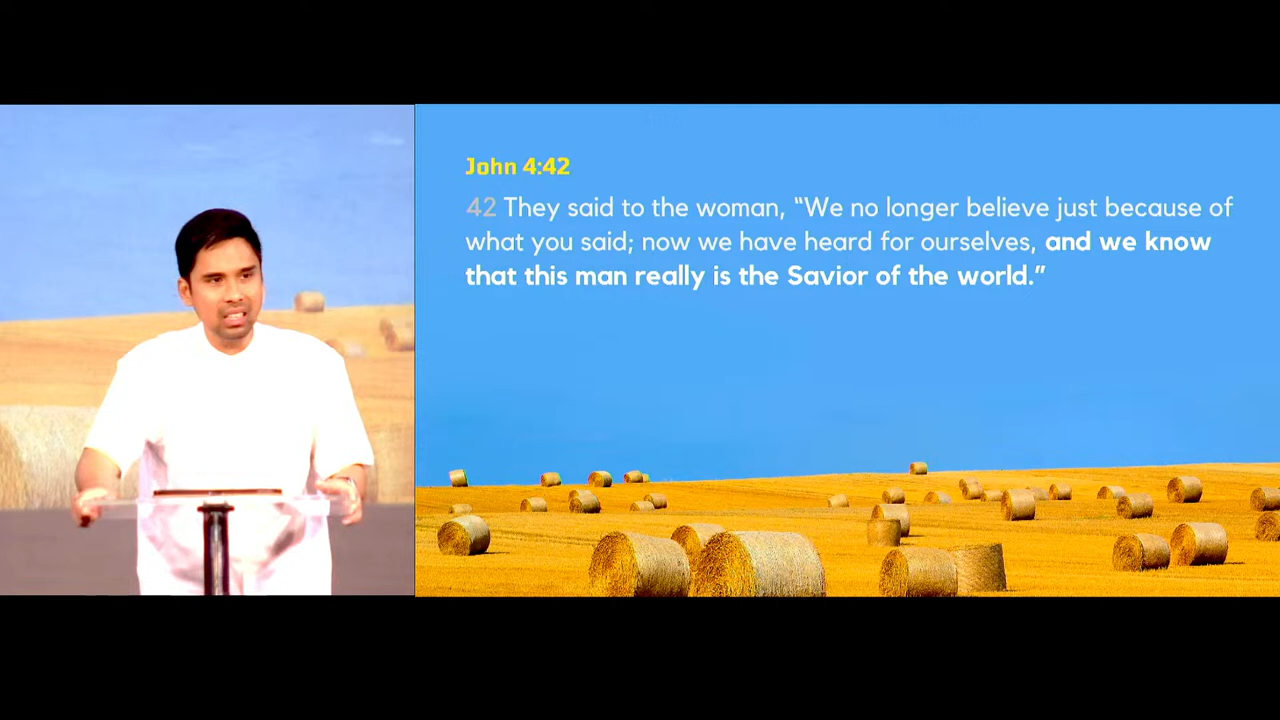 John 4:42
42 They said to the woman, “We no longer believe just because of
what you said; now we have heard for ourselves, and we know
that this man really is the Savior of the world.”